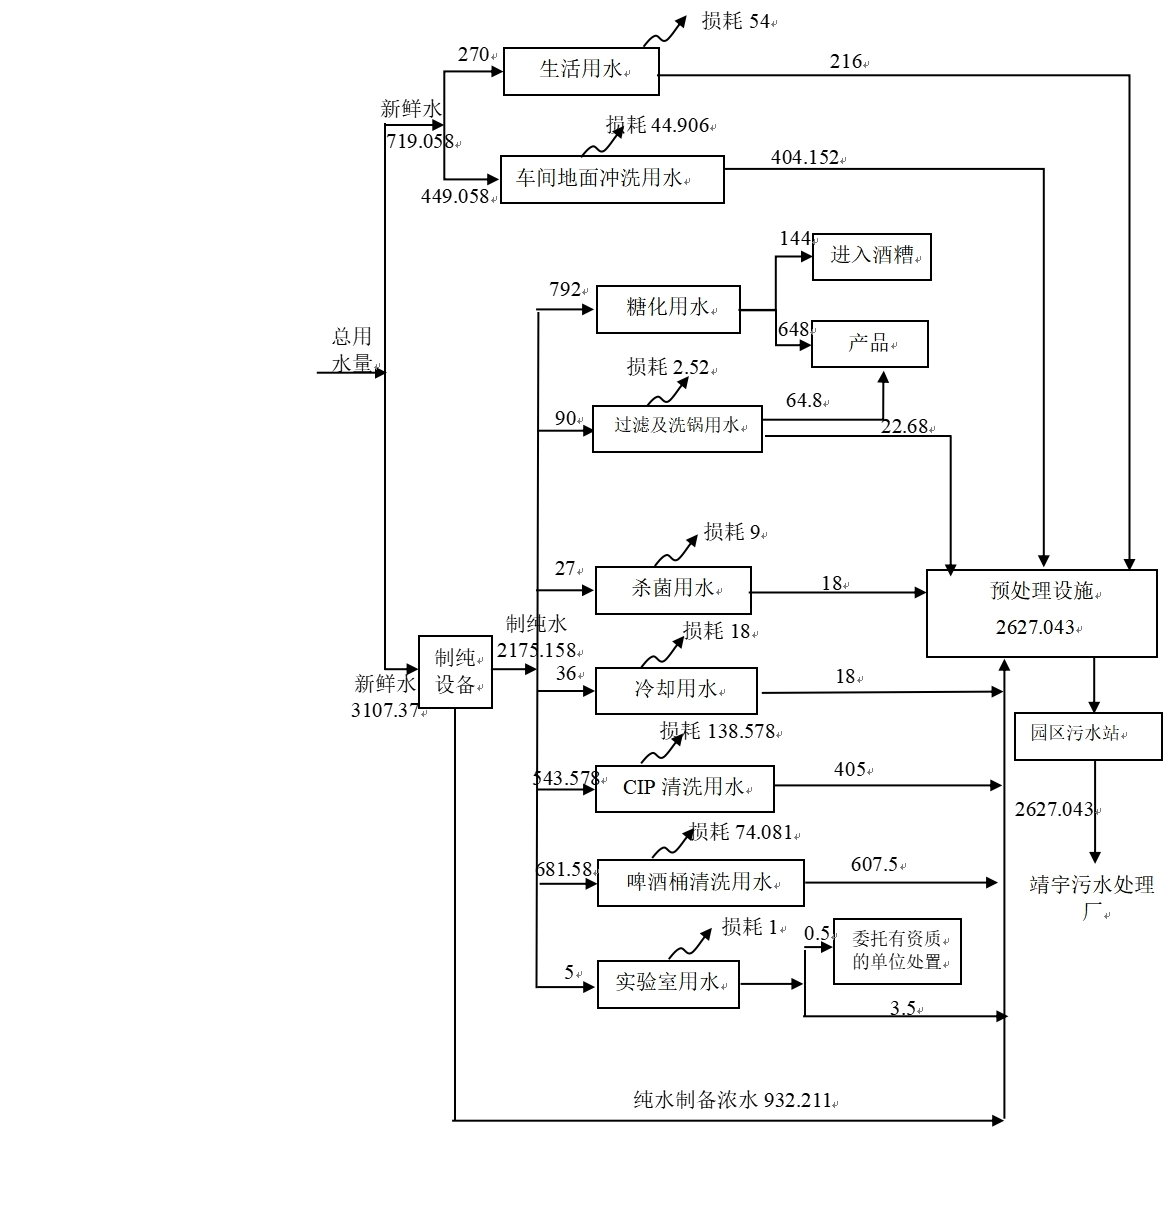 损耗 54
270
生活用水
216
新鲜水
719.058
损耗 44.906
车间地面冲洗用水
404.152
449.058
144
进入酒糟
792
糖化用水
648
产品
总用
水量
损耗 2.52
90
过滤及洗锅用水
64.8
22.68
损耗 9
27
杀菌用水
18
预处理设施
2627.043
制纯水
2175.158
损耗 18
制纯
设备
36
冷却用水
18
新鲜水
3107.37
园区污水站
损耗 138.578
543.578
CIP 清洗用水
405
2627.043
损耗 74.081
681.58
啤酒桶清洗用水
607.5
靖宇污水处理
厂
损耗 1
0.5
委托有资质
的单位处置
5
实验室用水
3.5
纯水制备浓水 932.211